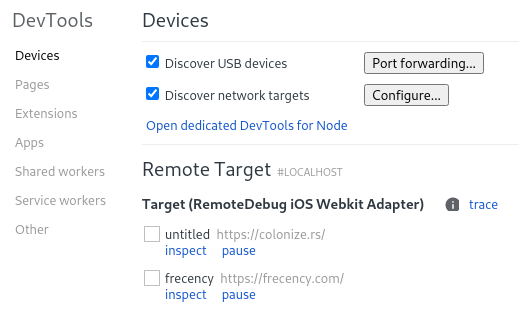 DevTools
Devices
Pages
Extensions
Apps
Shared workers
Service workers
Other
Devices
Discover USB devices
Port forwarding...
Discover network targets
Configure...
Open dedicated DevTools for Node
Remote Target #LOCALHOST
Target (RemoteDebug iOS Webkit Adapter) trace
untitled https://colonize.rs/
inspect pause
frecency https://frecency.com/
inspect pause